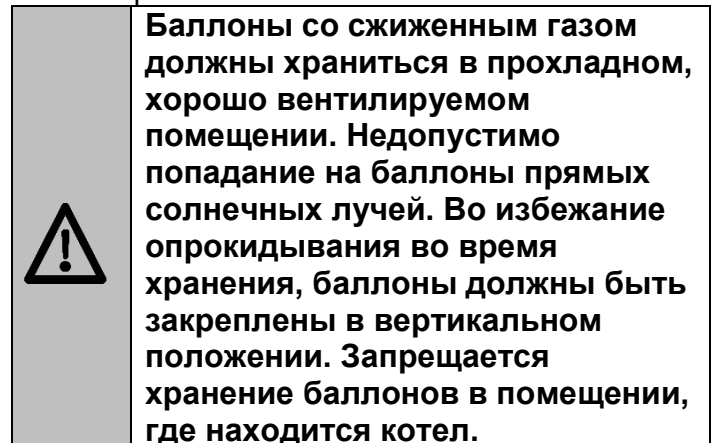 Баллоны со сжиженным газом
должны храниться в прохладном,
хорошо вентилируемом
помещении. Недопустимо
попадание на баллоны прямых
солнечных лучей. Во избежание
опрокидывания во время
хранения, баллоны должны быть
закреплены в вертикальном
положении. Запрещается
хранение баллонов в помещении,
где находится котел.